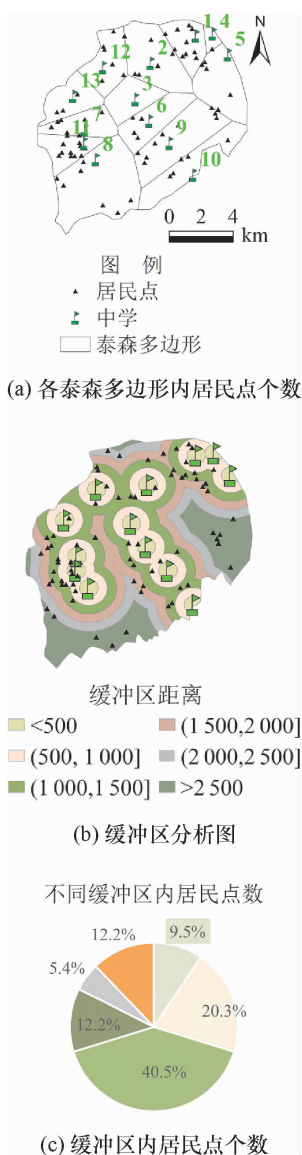 1 4 N
2 5
12
3
13
6
7
9
11
8
10
0 2 4
km
图 例
居民点
中学
泰森多边形
(a) 各泰森多边形内居民点个数
缓冲区距离
<500 (1 500,2 000]
(500, 1 000] (2 000,2 500]
(1 000,1 500] >2 500
(b) 缓冲区分析图
不同缓冲区内居民点数
12.2% 9.5%
5.4%
20.3%
12.2%
40.5%
(c) 缓冲区内居民点个数